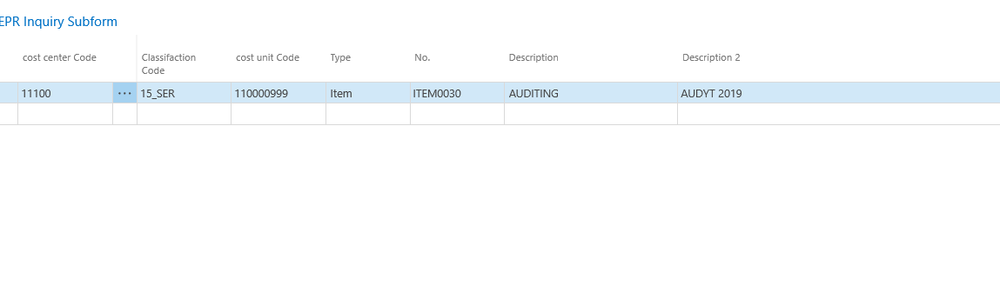 EPR Inquiry Subform
cost center Code Classifaction Code cost unit Code Type No. Description Description 2
11100 ... 15_SER 110000999 Item ITEM0030 AUDITING AUDYT 2019